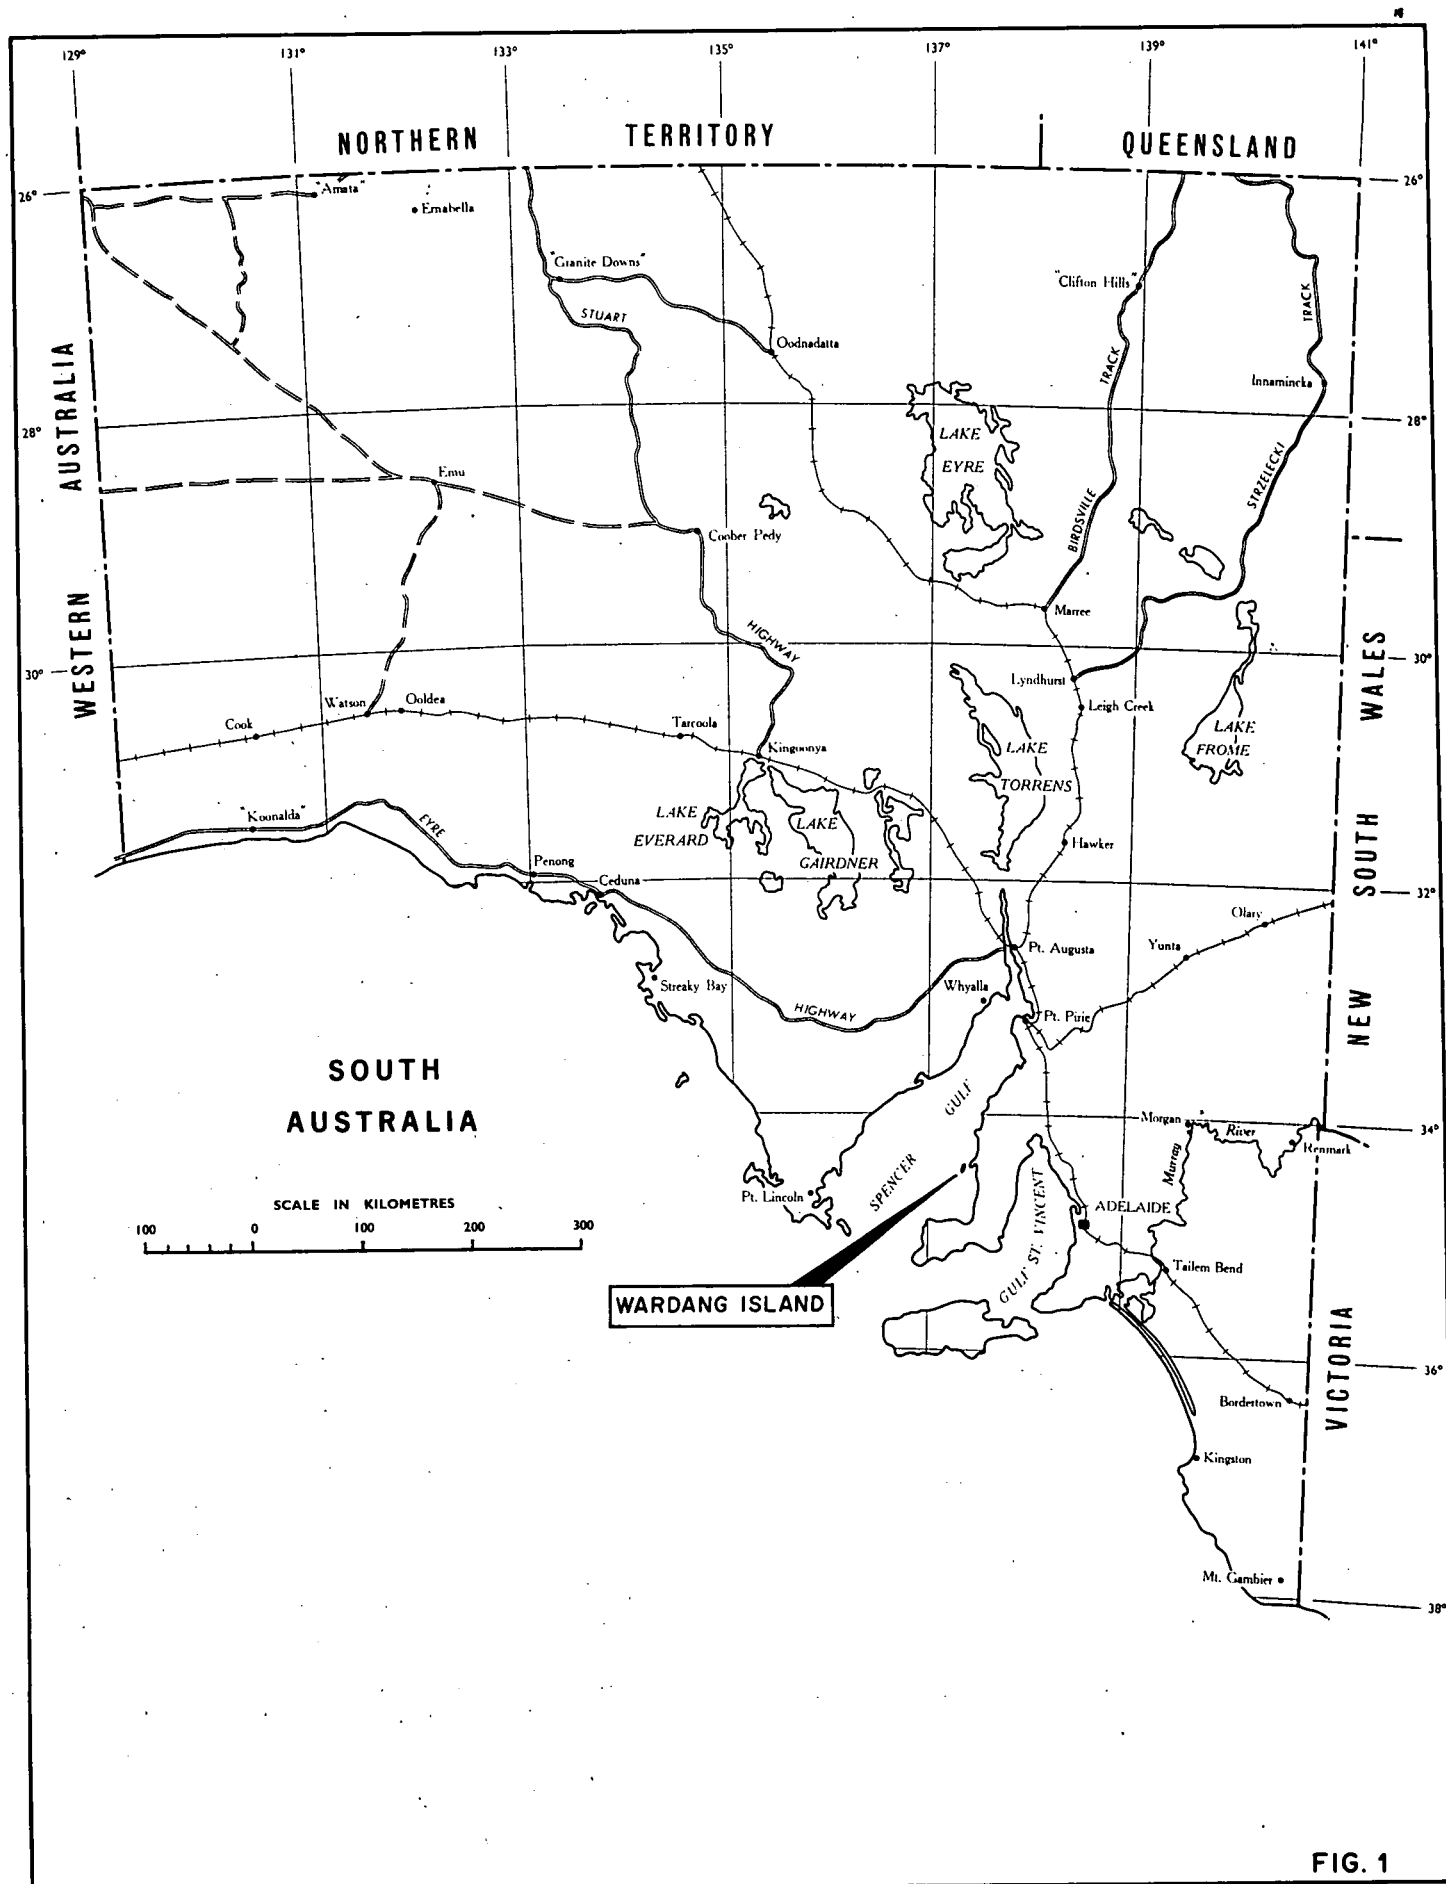 129° 131° 133° 135° 137° 139° 141°
NORTHERN TERRITORY QUEENSLAND
26° 26°
"Amata"
Ernabella
"Granite Downs"
"Clifton Hills"
STUART
TRACK
Oodnadatta
AUSTRALIA
TRACK
Innamincka
28° 28°
LAKE
EYRE
Emu
STRZELECKI
BIRDSVILLE
Coober Pedy
WESTERN
Marree
HIGHWAY
WALES
30° 30°
Lyndhurst
Watson Ooldea
Leigh Creek
Cook
Tarcoola
LAKE
FROME
Kingoonya
LAKE
TORRENS
"Koonalda"
EYRE
LAKE
EVERARD
LAKE
GAIRDNER
Hawker
SOUTH
Penong
Ceduna
32°
Olary
Yunta
Pt. Augusta
Streaky Bay
Whyalla
HIGHWAY
Pt. Pirie
NEW
SOUTH
AUSTRALIA
GULF
Morgan
River
34°
Renmark
Murray
SPENCER
Pt. Lincoln
GULF ST. VINCENT
ADELAIDE
SCALE IN KILOMETRES
100 0 100 200 300
Tailem Bend
WARDANG ISLAND
VICTORIA
36°
Bordertown
Kingston
Mt. Gambier
38°
FIG. 1